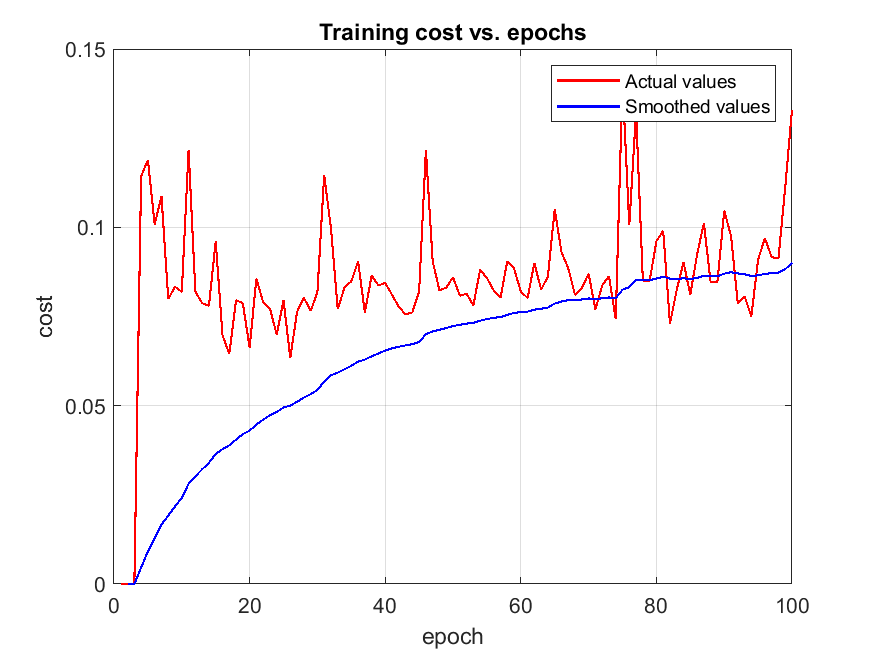 Training cost vs. epochs
0.15
Actual values
Smoothed values
0.1
cost
0.05
0
0 20 40 60 80 100
epoch